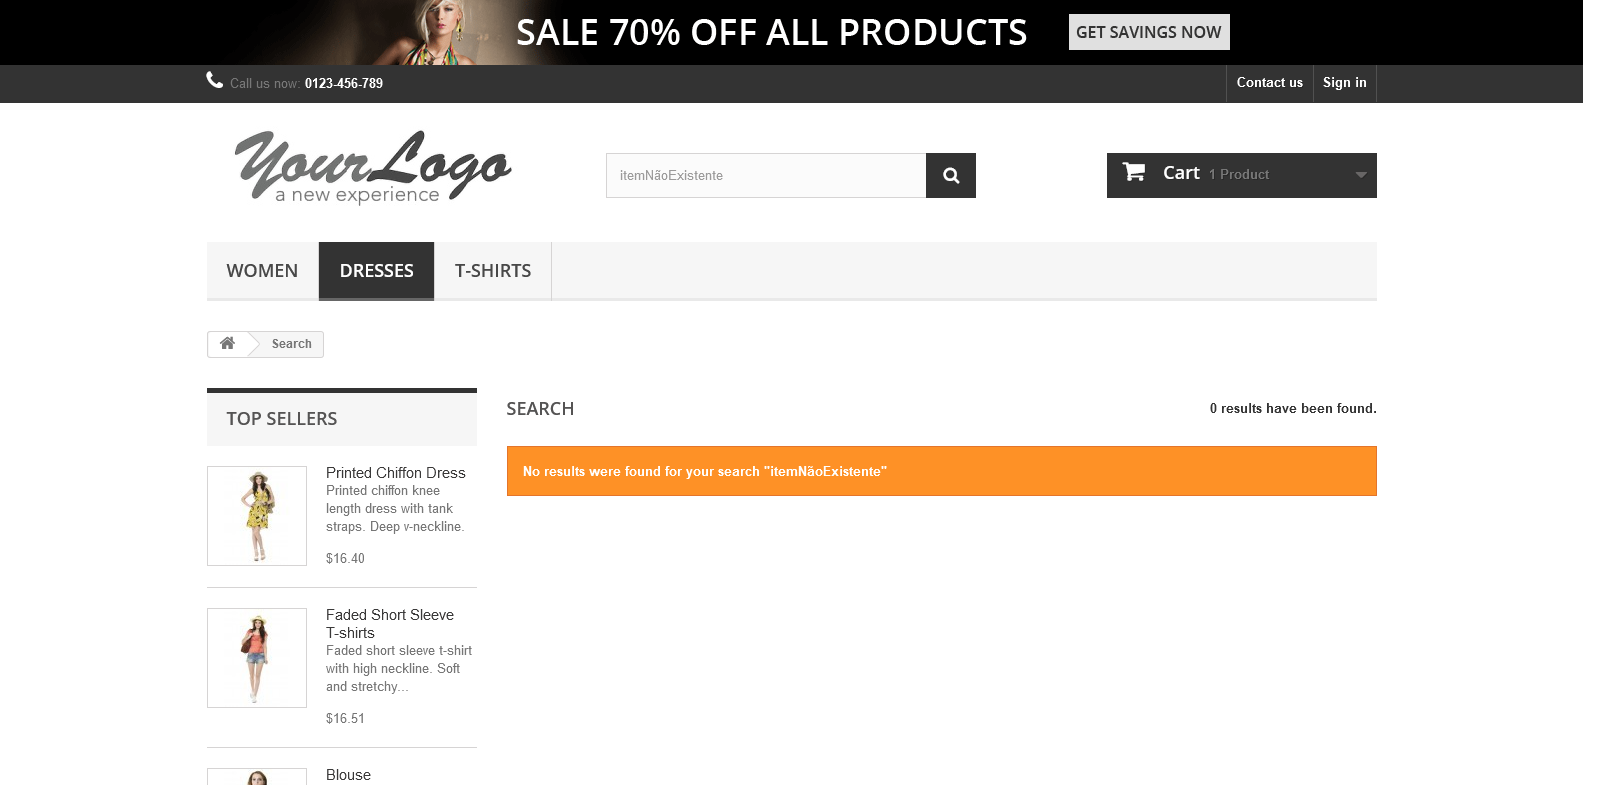 SALE 70% OFF ALL PRODUCTS
GET SAVINGS NOW
Call us now: 0123-456-789
Contact us
Sign in
YourLogo
a new experience
itemNãoExistente
Cart 1 Product
WOMEN
DRESSES
T-SHIRTS
Search
TOP SELLERS
Printed Chiffon Dress
Printed chiffon knee
length dress with tank
straps. Deep v-neckline.
$16.40
Faded Short Sleeve
T-shirts
Faded short sleeve t-shirt
with high neckline. Soft
and stretchy...
$16.51
Blouse
SEARCH
0 results have been found.
No results were found for your search "itemNãoExistente"